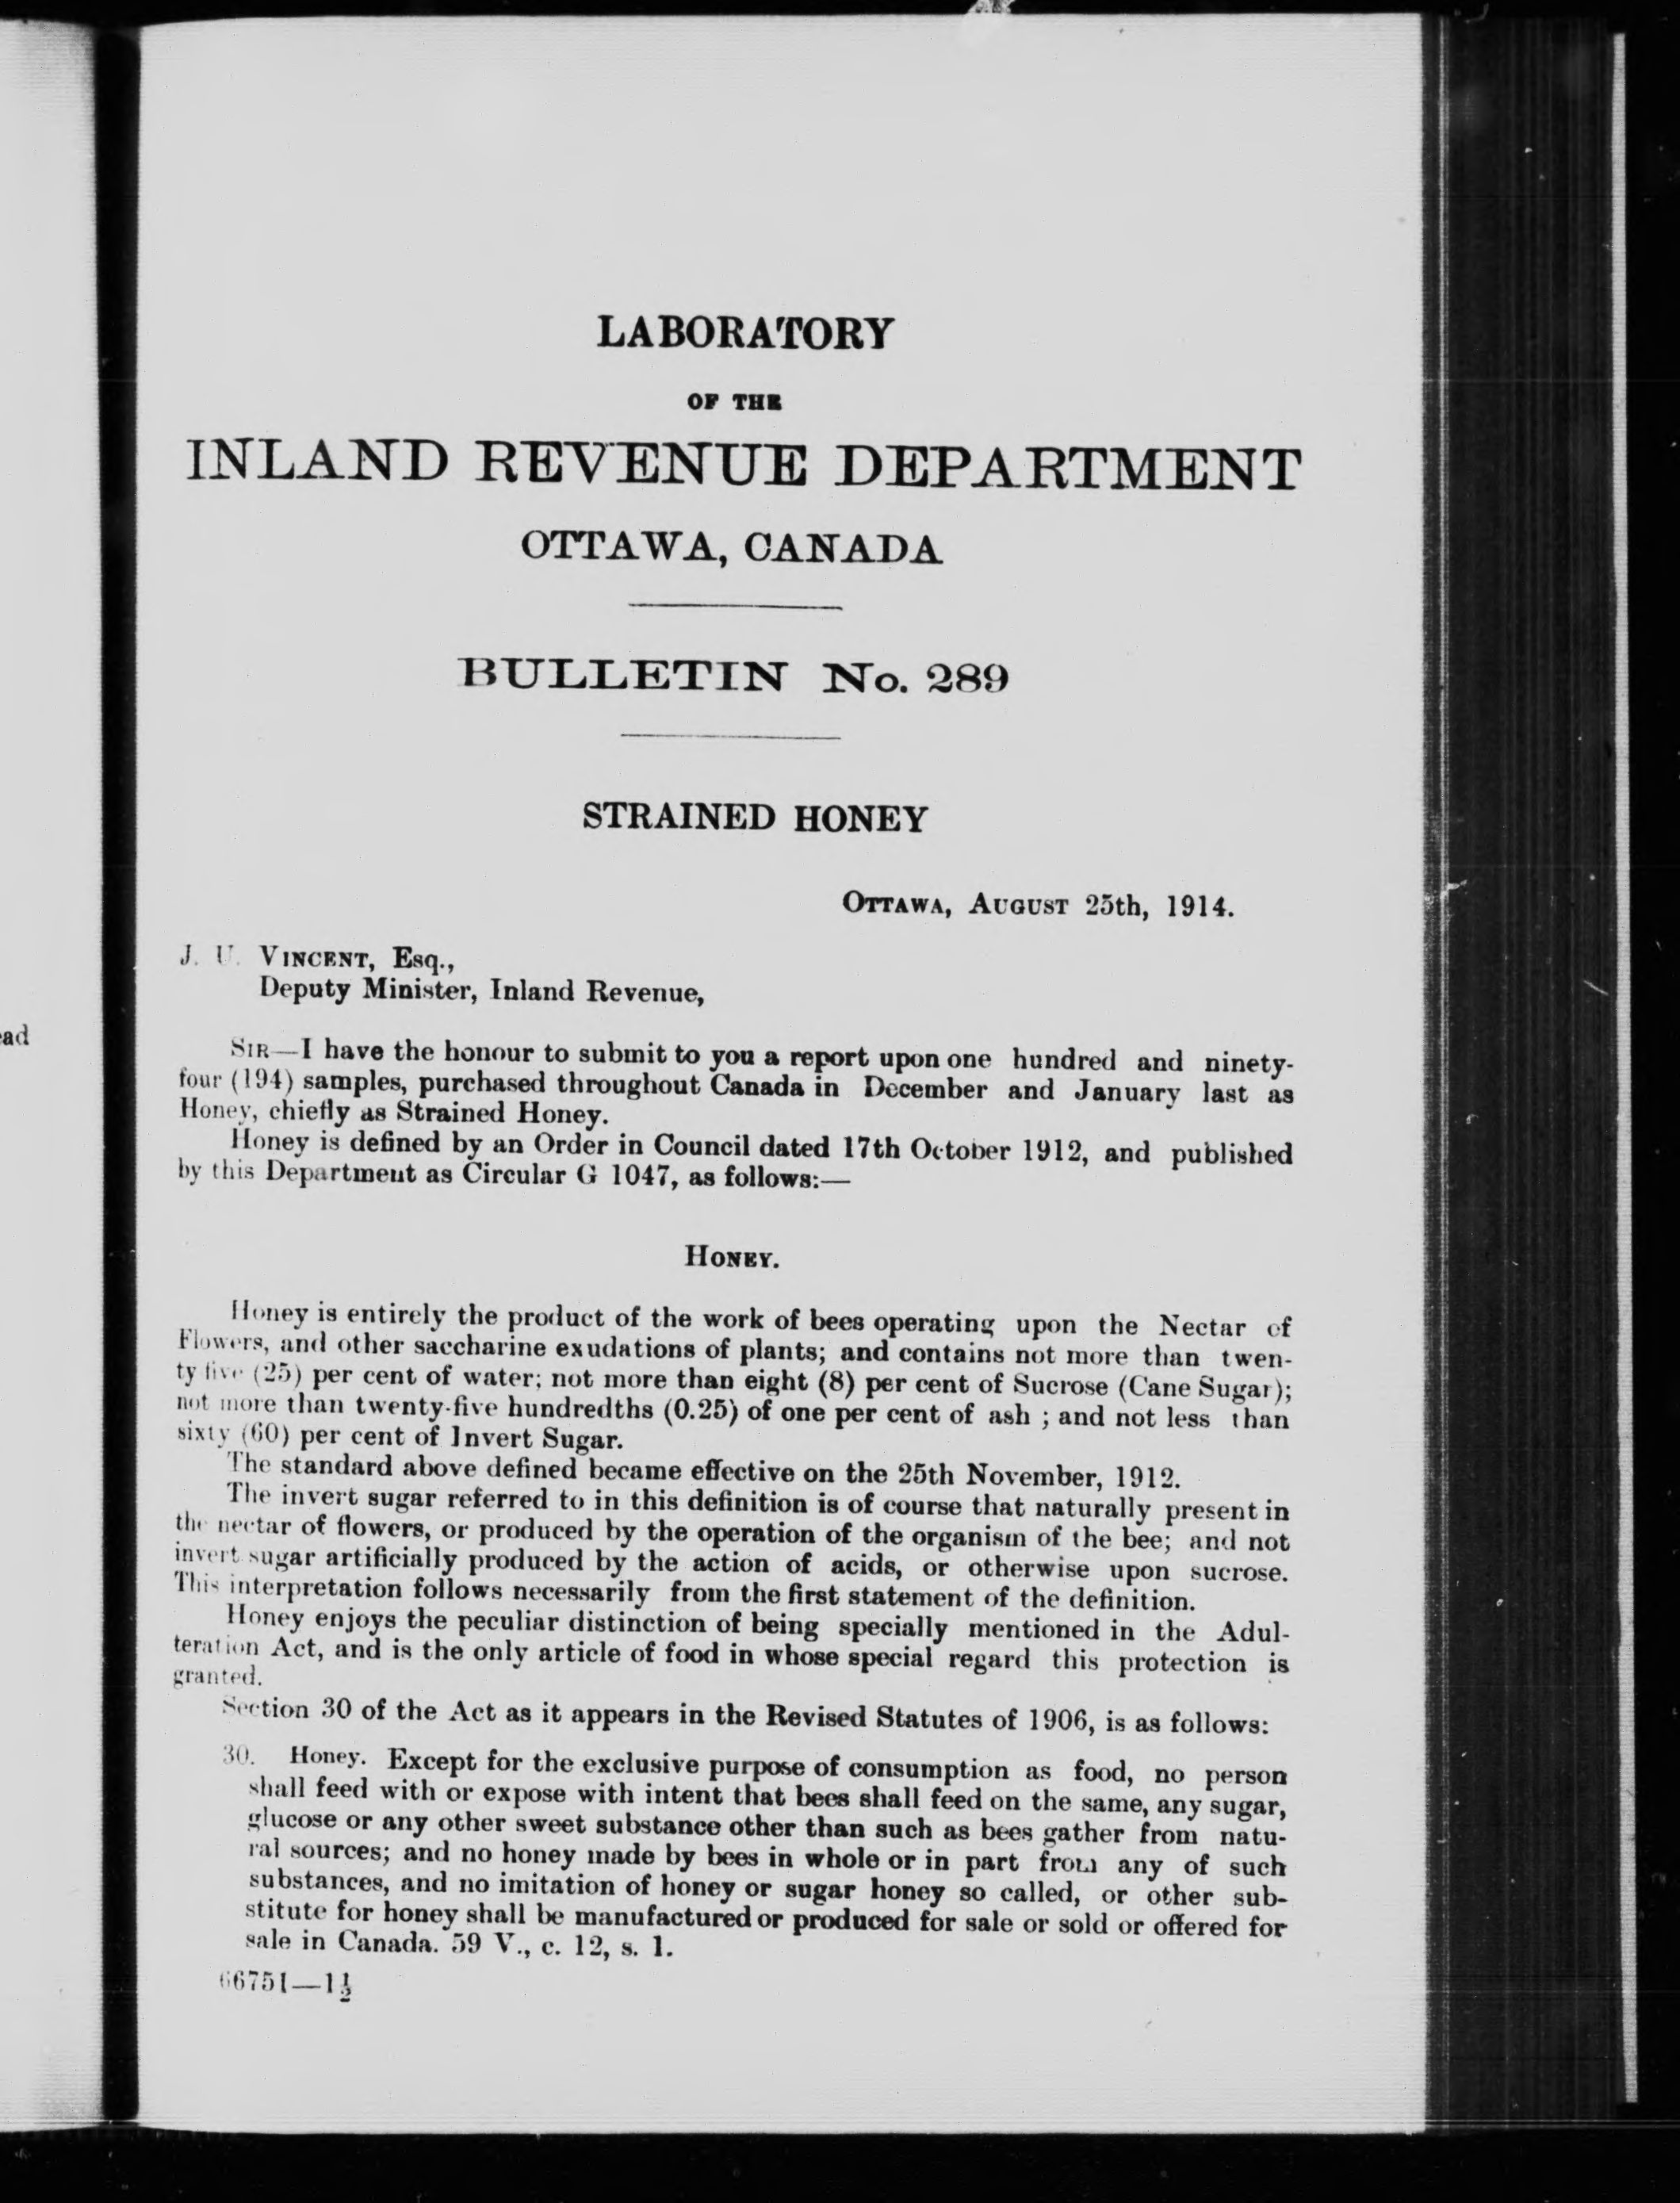 LABORATORY
OF THE
INLAND REVENUE DEPARTMENT
OTTAWA, CANADA
BULLETIN No. 289
STRAINED HONEY
OTTAWA, AUGUST 25th, 1914.
J. U. VINCENT, Esq.,
Deputy Minister, Inland Revenue,
SIR—I have the honour to submit to you a report upon one hundred and ninety-
four (194) samples, purchased throughout Canada in December and January last as
Honey, chiefly as Strained Honey.
Honey is defined by an Order in Council dated 17th October 1912, and published
by this Department as Circular G 1047, as follows:—
HONEY.
Honey is entirely the product of the work of bees operating upon the Nectar of
Flowers, and other saccharine exudations of plants; and contains not more than twen-
ty five (25) per cent of water; not more than eight (8) per cent of Sucrose (Cane Sugar);
not more than twenty-five hundredths (0.25) of one per cent of ash ; and not less than
sixty (60) per cent of Invert Sugar.
The standard above defined became effective on the 25th November, 1912.
The invert sugar referred to in this definition is of course that naturally present in
the nectar of flowers, or produced by the operation of the organism of the bee; and not
invert sugar artificially produced by the action of acids, or otherwise upon sucrose.
This interpretation follows necessarily from the first statement of the definition.
Honey enjoys the peculiar distinction of being specially mentioned in the Adul-
teration Act, and is the only article of food in whose special regard this protection is
granted.
Section 30 of the Act as it appears in the Revised Statutes of 1906, is as follows:
30. Honey. Except for the exclusive purpose of consumption as food, no person
shall feed with or expose with intent that bees shall feed on the same, any sugar,
glucose or any other sweet substance other than such as bees gather from natu-
ral sources; and no honey made by bees in whole or in part from any of such
substances, and no imitation of honey or sugar honey so called, or other sub-
stitute for honey shall be manufactured or produced for sale or sold or offered for
sale in Canada. 59 V., c. 12, s. 1.
66751—1½